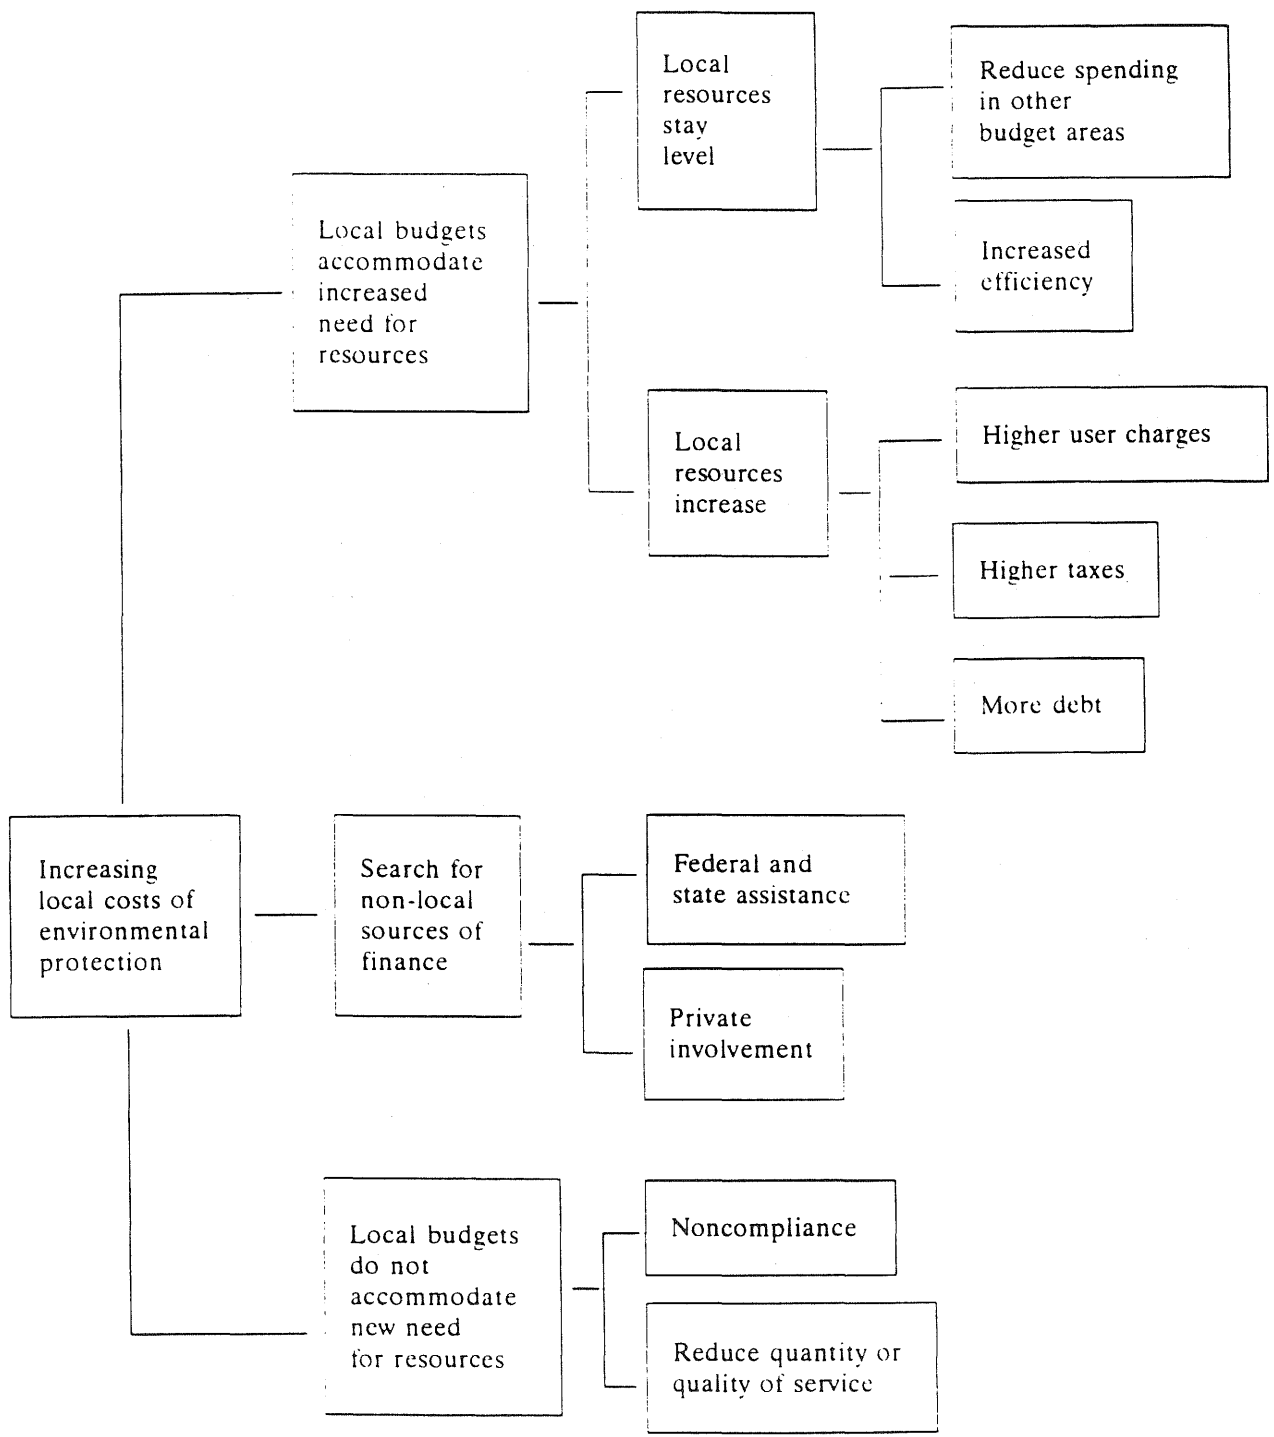 Local
resources
stay
level
Reduce spending
in other
budget areas
Local budgets
accommodate
increased
need for
resources
Increased
efficiency
Local
resources
increase
Higher user charges
Higher taxes
More debt
Increasing
local costs of
environmental
protection
Search for
non-local
sources of
finance
Federal and
state assistance
Private
involvement
Local budgets
do not
accommodate
new need
for resources
Noncompliance
Reduce quantity or
quality of service